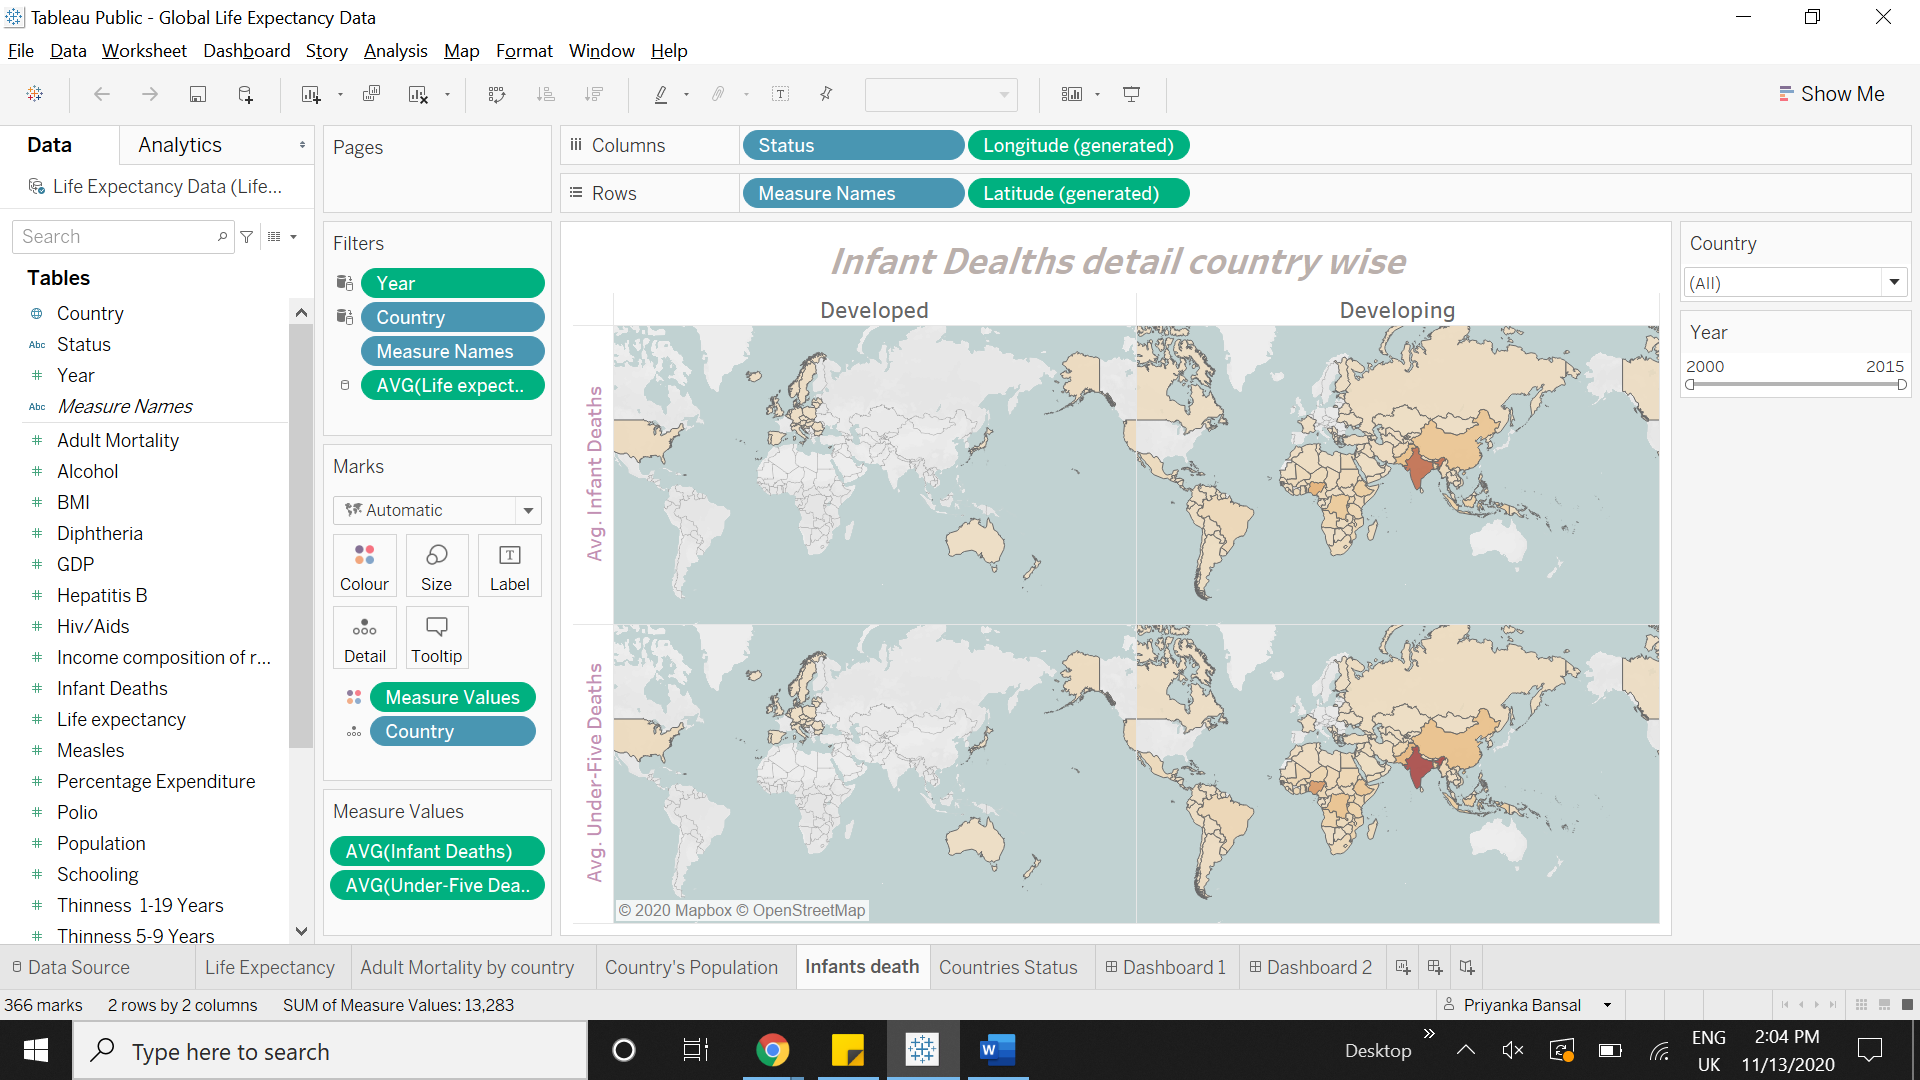 Tableau Public - Global Life Expectancy Data
File Data Worksheet Dashboard Story Analysis Map Format Window Help
Show Me
Data Analytics
Life Expectancy Data (Life...
Search
Tables
Country
Abc Status
# Year
Abc Measure Names
# Adult Mortality
# Alcohol
# BMI
# Diphtheria
# GDP
# Hepatitis B
# Hiv/Aids
# Income composition of r...
# Infant Deaths
# Life expectancy
# Measles
# Percentage Expenditure
# Polio
# Population
# Schooling
# Thinness 1-19 Years
# Thinness 5-9 Years
Pages
Filters
Year
Country
Measure Names
AVG(Life expect..
Marks
Automatic
Colour Size Label
Detail Tooltip
Measure Values
Country
Measure Values
AVG(Infant Deaths)
AVG(Under-Five Dea..
Columns Status Longitude (generated)
Rows Measure Names Latitude (generated)
Infant Dealths detail country wise
Developed Developing
Avg. Infant Deaths
Avg. Under-Five Deaths
© 2020 Mapbox © OpenStreetMap
Country
(All)
Year
2000 2015
Data Source Life Expectancy Adult Mortality by country Country's Population Infants death Countries Status Dashboard 1 Dashboard 2
366 marks 2 rows by 2 columns SUM of Measure Values: 13,283 Priyanka Bansal
Type here to search
Desktop
ENG
UK
2:04 PM
11/13/2020